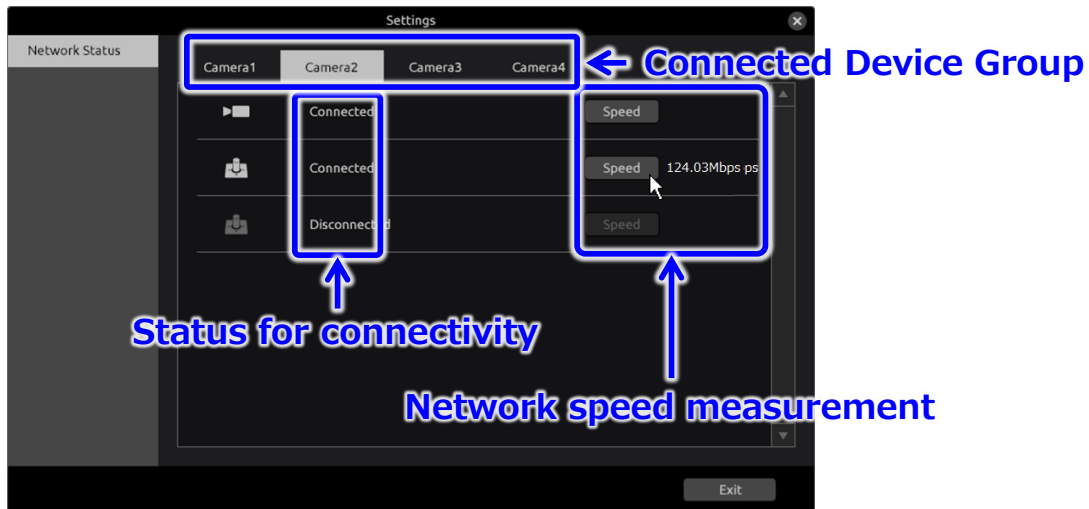 Settings
Network Status
Camera1 Camera2 Camera3 Camera4
Connected Device Group
Connected Speed
Connected Speed 124.03Mbps ps
Disconnected Speed
Status for connectivity
Network speed measurement
Exit